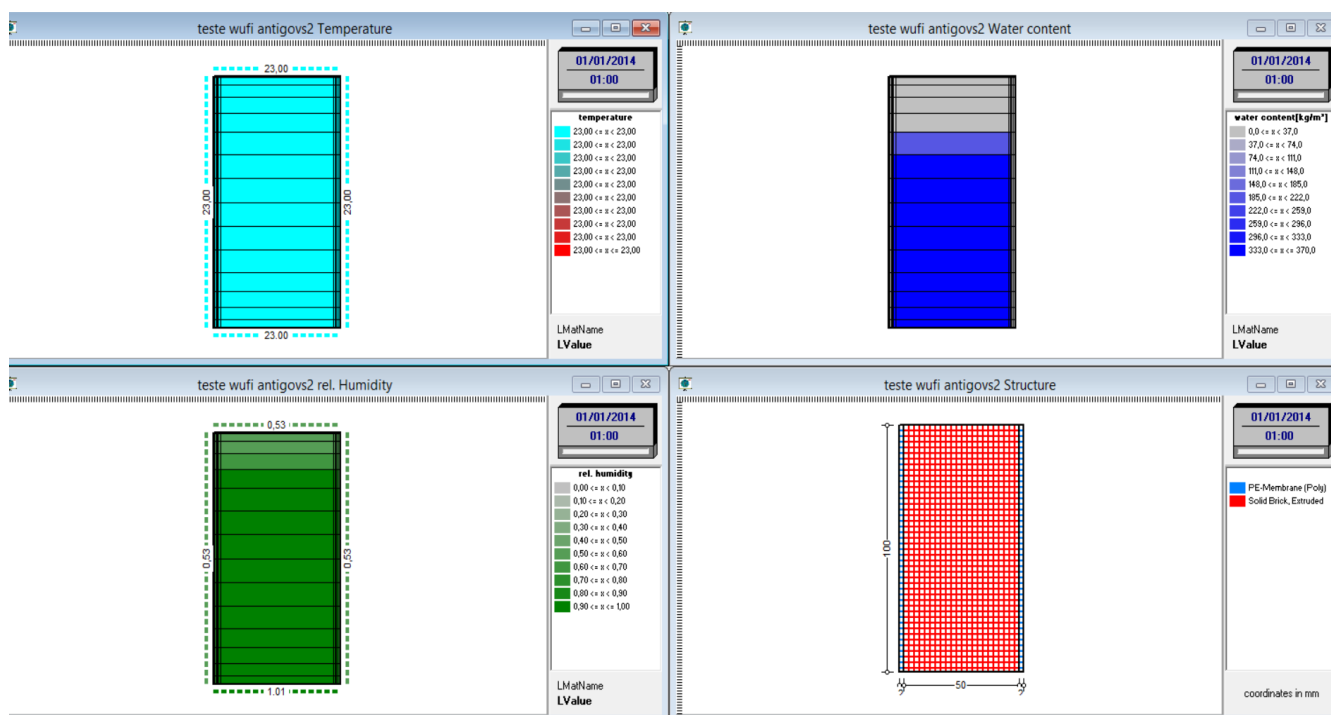 teste wufi antigovs2 Temperature
01/01/2014
01:00
23,00
23,00
23,00
23.00
temperature
23,00 <= x < 23,00
23,00 <= x < 23,00
23,00 <= x < 23,00
23,00 <= x < 23,00
23,00 <= x < 23,00
23,00 <= x < 23,00
23,00 <= x < 23,00
23,00 <= x < 23,00
23,00 <= x < 23,00
23,00 <= x <= 23,00
LMatName
LValue
teste wufi antigovs2 Water content
01/01/2014
01:00
water content[kg/m³]
0,0 <= x < 37,0
37,0 <= x < 74,0
74,0 <= x < 111,0
111,0 <= x < 148,0
148,0 <= x < 185,0
185,0 <= x < 222,0
222,0 <= x < 259,0
259,0 <= x < 296,0
296,0 <= x < 333,0
333,0 <= x <= 370,0
LMatName
LValue
teste wufi antigovs2 rel. Humidity
01/01/2014
01:00
0,53
0,53
0,53
1.01
rel. humidity
0,00 <= x < 0,10
0,10 <= x < 0,20
0,20 <= x < 0,30
0,30 <= x < 0,40
0,40 <= x < 0,50
0,50 <= x < 0,60
0,60 <= x < 0,70
0,70 <= x < 0,80
0,80 <= x < 0,90
0,90 <= x <= 1,00
LMatName
LValue
teste wufi antigovs2 Structure
01/01/2014
01:00
100
50
PE-Membrane (Poly)
Solid Brick, Extruded
coordinates in mm